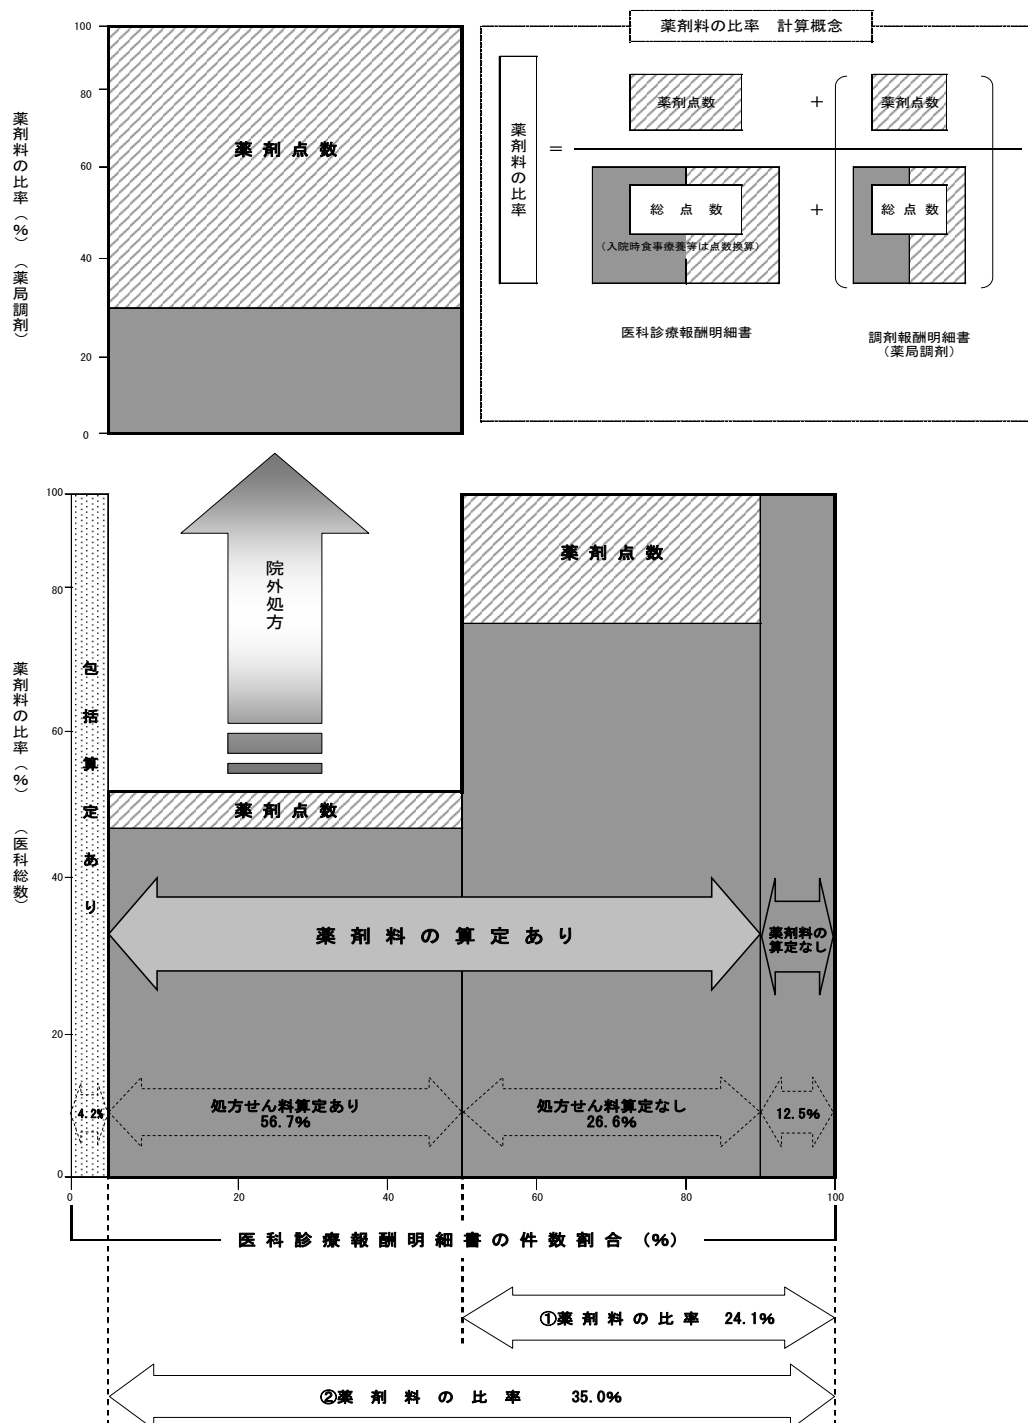 100
80
60
40
20
0
薬剤料の比率(%) (薬局調剤)
薬剤点数
薬剤料の比率 計算概念
薬剤料の比率
=
薬剤点数
+
薬剤点数
総点数
(入院時食事療養等は点数換算)
+
総点数
医科診療報酬明細書
調剤報酬明細書
(薬局調剤)
100
80
60
40
20
0
薬剤料の比率(%) (医科総数)
包括算定あり
院外処方
薬剤点数
薬剤点数
薬剤料の算定あり
薬剤料の
算定なし
4.2%
処方せん料算定あり
56.7%
処方せん料算定なし
26.6%
12.5%
0
20
40
60
80
100
医科診療報酬明細書の件数割合 (%)
①薬剤料の比率 24.1%
②薬剤料の比率 35.0%